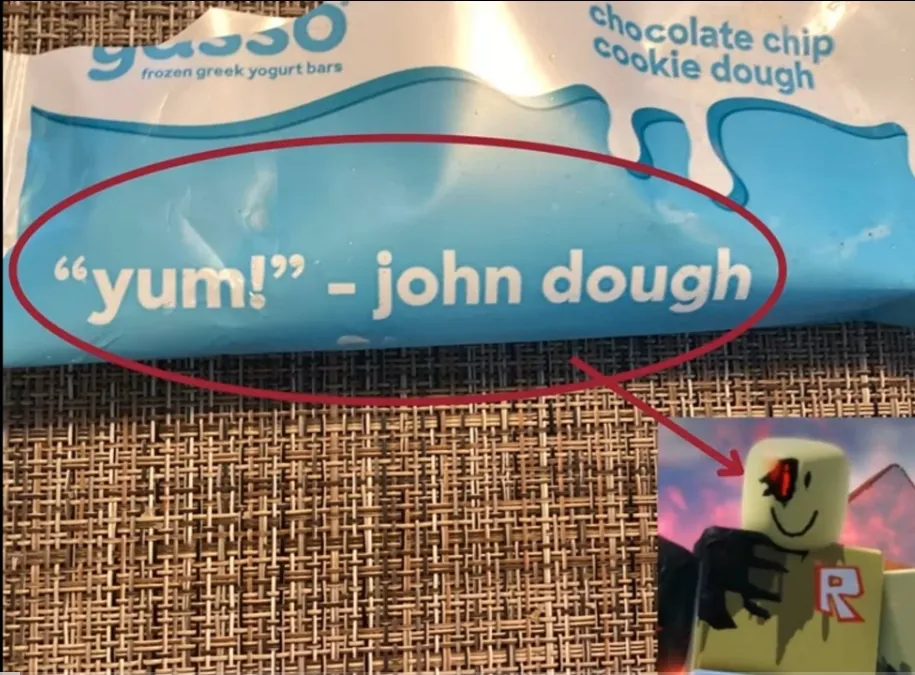 yasso
frozen greek yogurt bars
chocolate chip
cookie dough
“yum!” – john dough
R